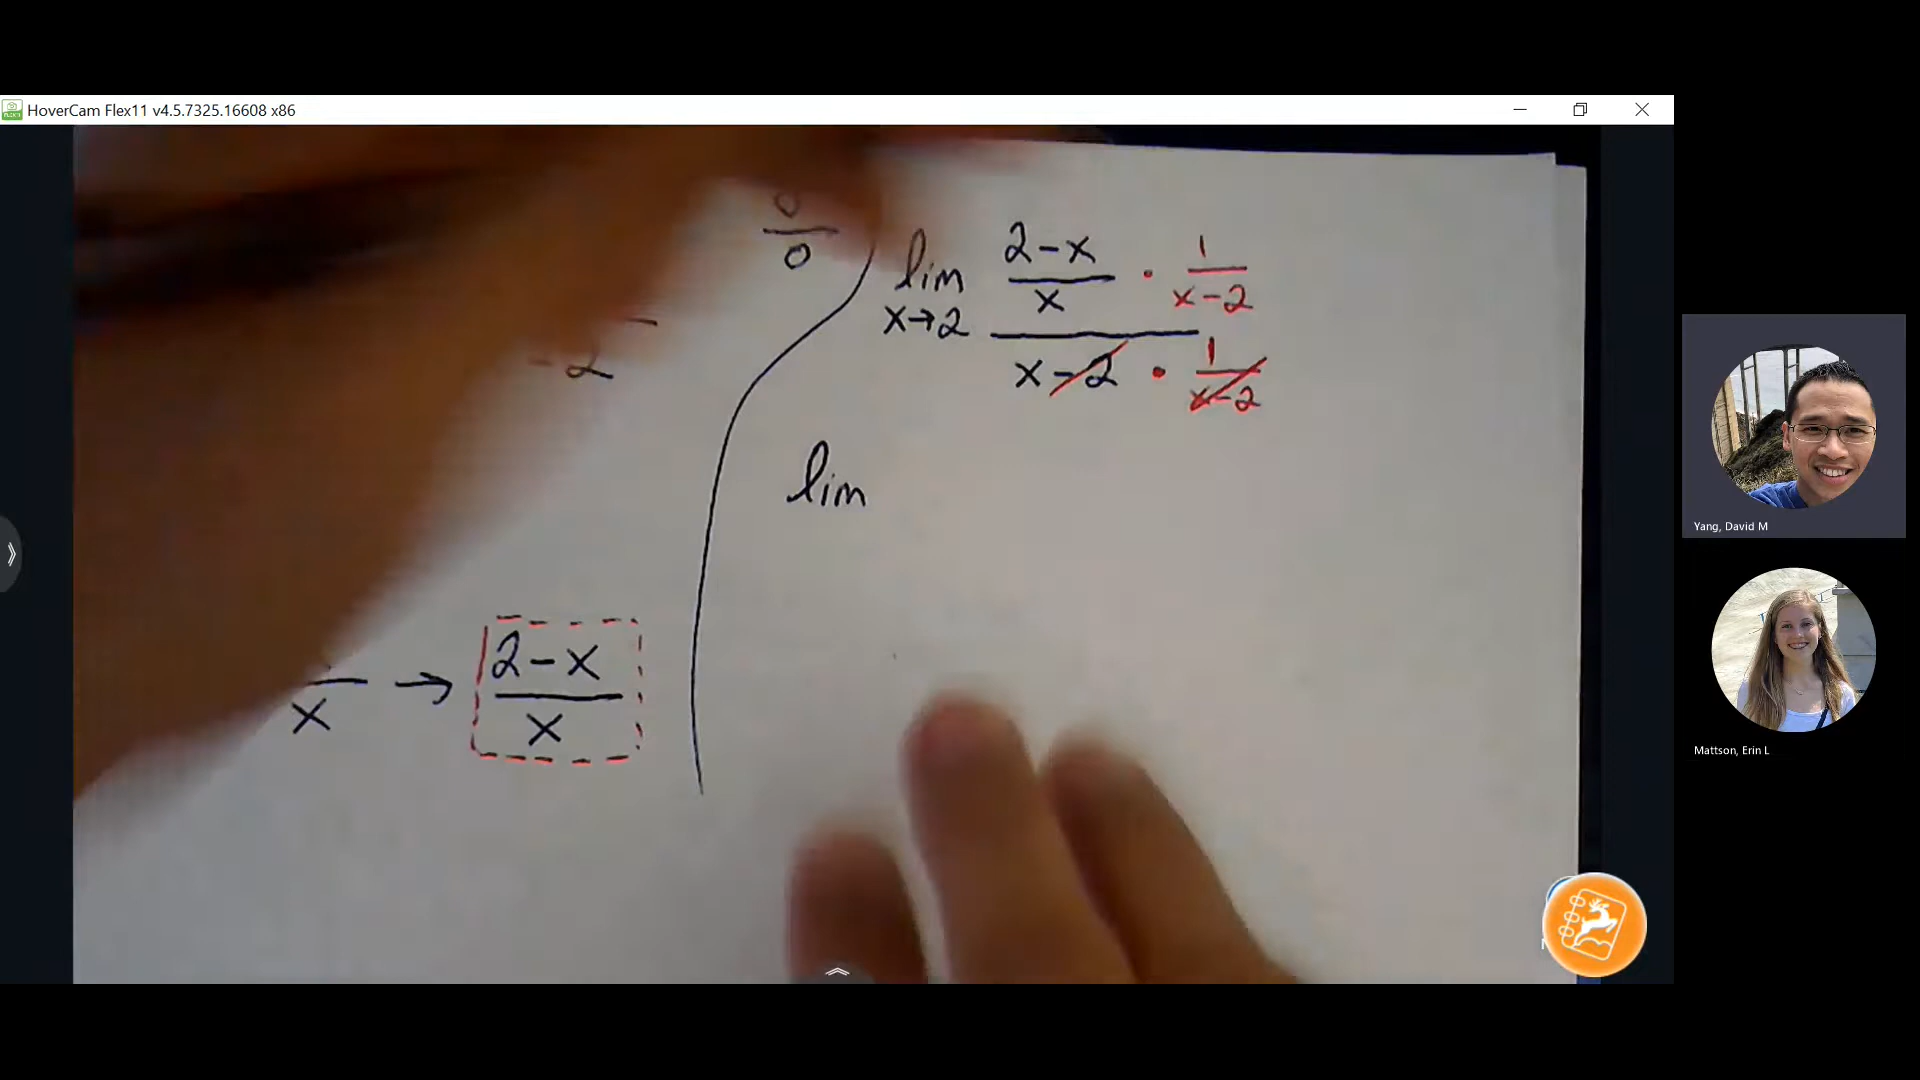 HoverCam Flex11 v4.5.7325.16608 x86
0
0
lim 2-x · 1
x→2 x x-2
x-2 · 1
x-2
-2
lim
x → 2-x
x
Yang, David M
Mattson, Erin L